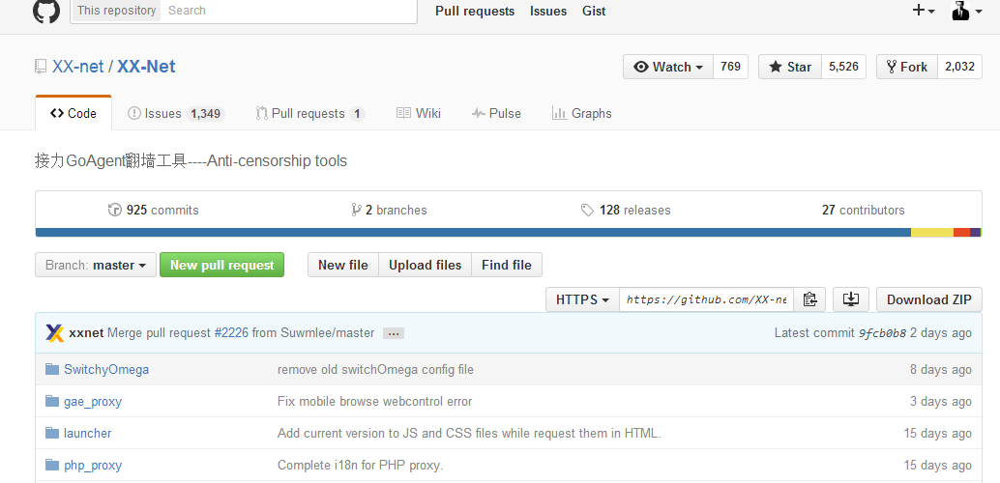 This repository Search Pull requests Issues Gist
XX-net / XX-Net Watch 769 Star 5,526 Fork 2,032
Code Issues 1,349 Pull requests 1 Wiki Pulse Graphs
接力GoAgent翻墙工具----Anti-censorship tools
925 commits 2 branches 128 releases 27 contributors
Branch: master New pull request New file Upload files Find file
HTTPS https://github.com/XX-ne Download ZIP
xxnet Merge pull request #2226 from Suwmlee/master ... Latest commit 9fcb0b8 2 days ago
SwitchyOmega remove old switchOmega config file 8 days ago
gae_proxy Fix mobile browse webcontrol error 3 days ago
launcher Add current version to JS and CSS files while request them in HTML. 15 days ago
php_proxy Complete i18n for PHP proxy. 15 days ago